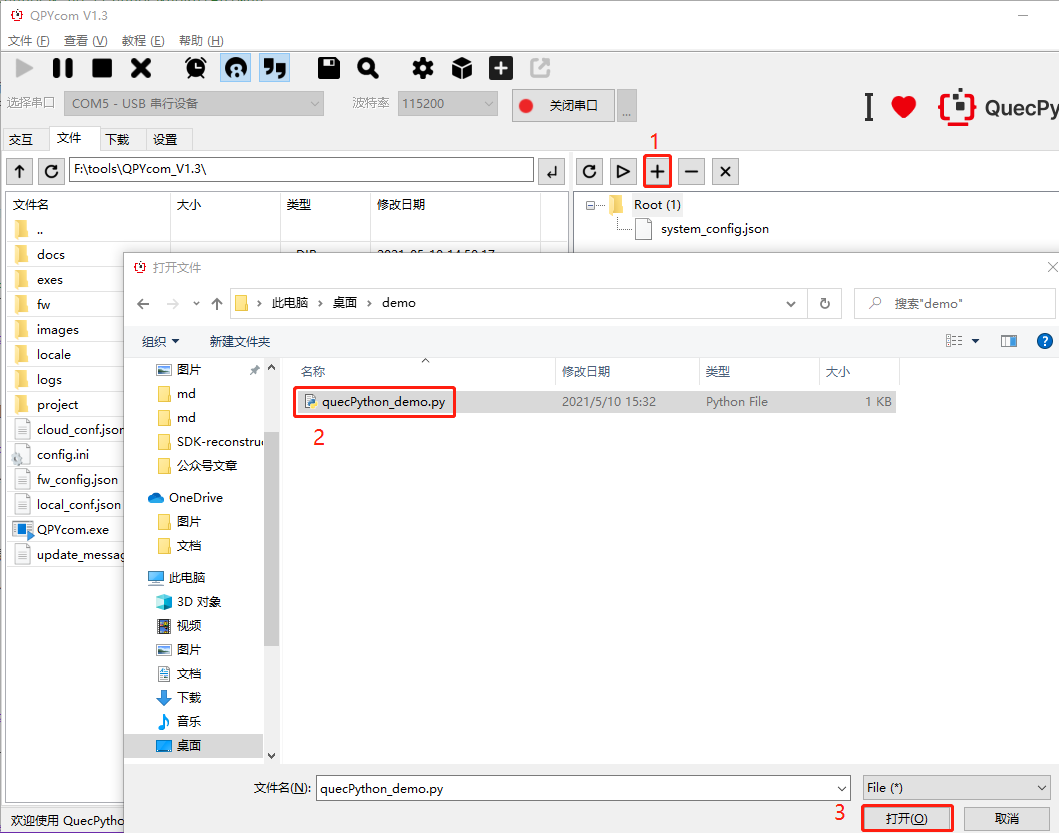 QPYcom V1.3
文件 (F) 查看 (V) 教程 (E) 帮助 (H)
选择串口 COM5 - USB 串行设备 波特率 115200 关闭串口 ... QuecPy
交互 文件 下载 设置
1
F:\tools\QPYcom_V1.3\
文件名 大小 类型 修改日期
Root (1)
system_config.json
..
docs
exes
fw
images
locale
logs
project
cloud_conf.json
config.ini
fw_config.json
local_conf.json
QPYcom.exe
update_messag
欢迎使用 QuecPytho
打开文件
此电脑 › 桌面 › demo
搜索"demo"
组织 新建文件夹
名称 修改日期 类型 大小
quecPython_demo.py 2021/5/10 15:32 Python File 1 KB
2
图片
md
md
SDK-reconstruc
公众号文章
OneDrive
图片
文档
此电脑
3D 对象
视频
图片
文档
下载
音乐
桌面
文件名(N): quecPython_demo.py File (*)
3
打开(O) 取消